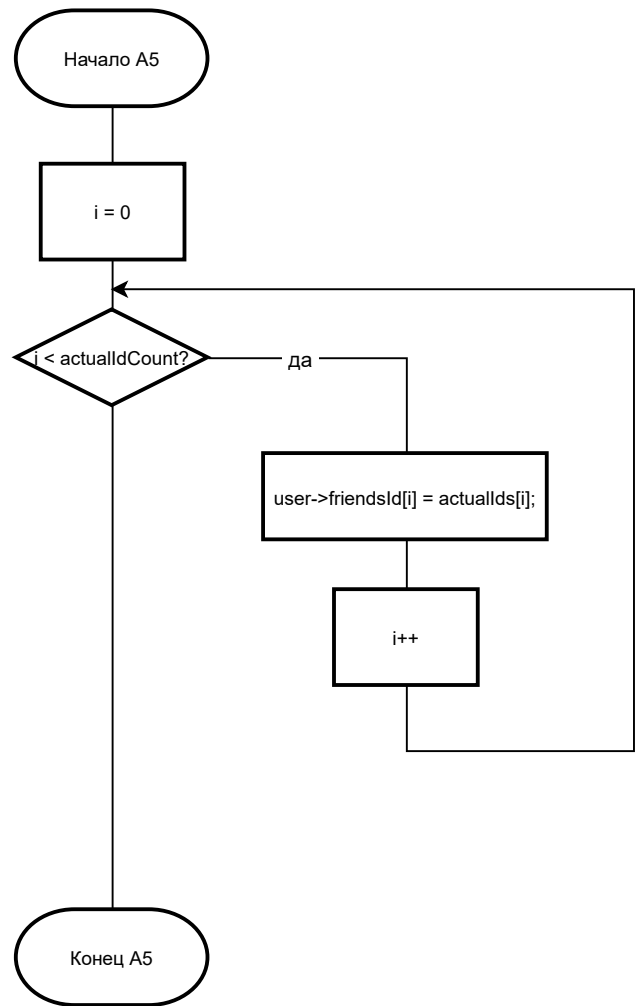 Начало А5
i = 0
i < actualIdCount?
да
user->friendsId[i] = actualIds[i];
i++
Конец А5